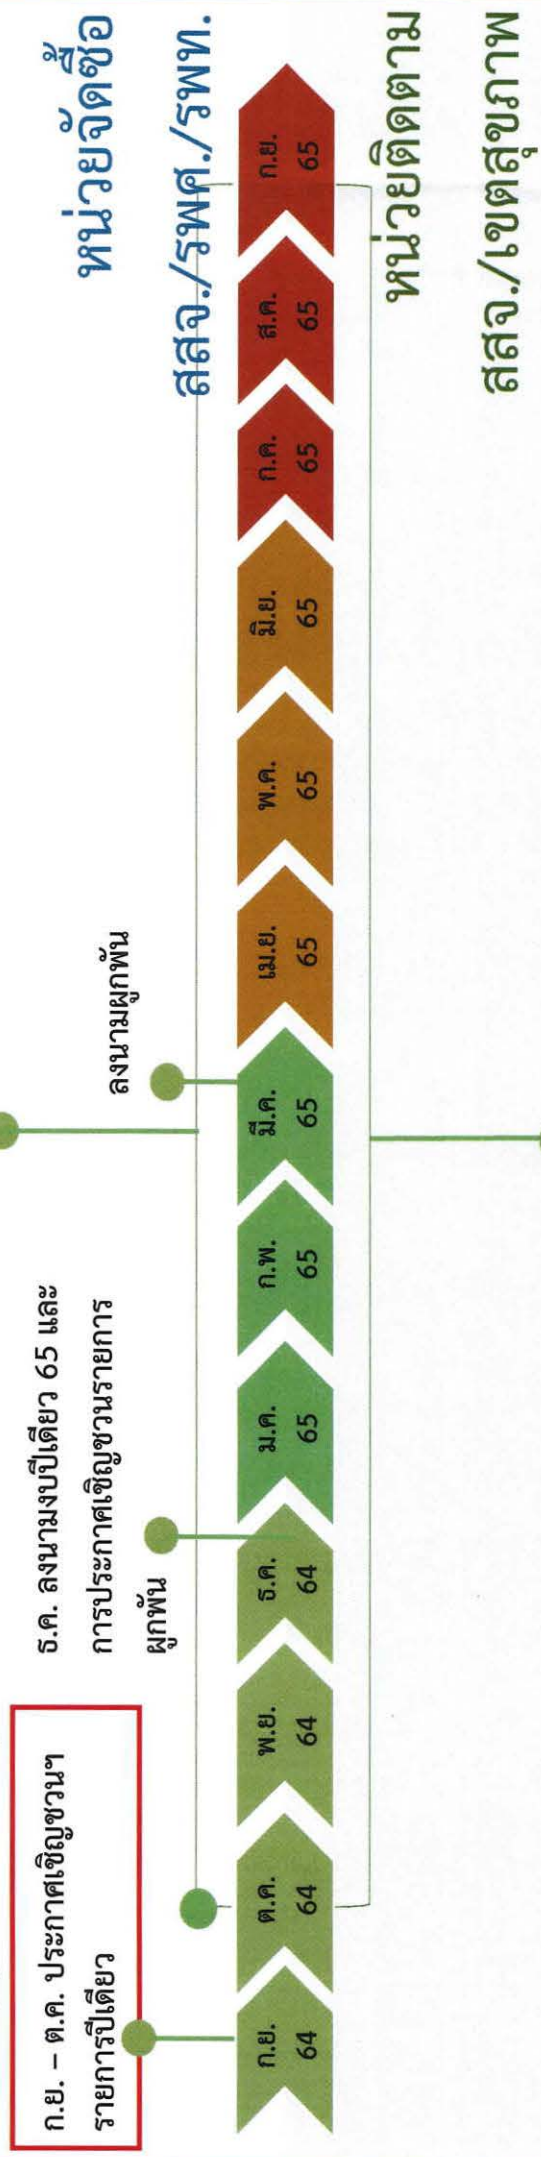 ก.ย. – ต.ค. ประกาศเชิญชวนฯ
รายการปีเดียว
ธ.ค. ลงนามงบปีเดียว 65 และ
การประกาศเชิญชวนรายการ
ผูกพัน
ลงนามผูกพัน
หน่วยจัดซื้อ
สสจ./รพศ./รพท.
ก.ย.
64
ต.ค.
64
พ.ย.
64
ธ.ค.
64
ม.ค.
65
ก.พ.
65
มี.ค.
65
เม.ย.
65
พ.ค.
65
มิ.ย.
65
ก.ค.
65
ส.ค.
65
ก.ย.
65
หน่วยติดตาม
สสจ./เขตสุขภาพ